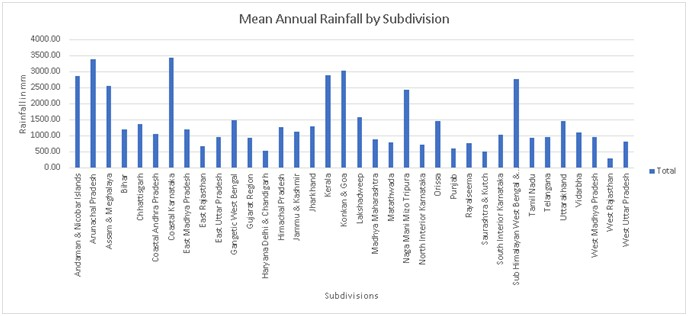 Mean Annual Rainfall by Subdivision
4000.00
3500.00
3000.00
2500.00
2000.00
1500.00
1000.00
500.00
0.00
Rainfall in mm
Andaman & Nicobar Islands
Arunachal Pradesh
Assam & Meghalaya
Bihar
Chhattisgarh
Coastal Andhra Pradesh
Coastal Karnataka
East Madhya Pradesh
East Rajasthan
East Uttar Pradesh
Gangetic West Bengal
Gujarat Region
Haryana Delhi & Chandigarh
Himachal Pradesh
Jammu & Kashmir
Jharkhand
Kerala
Konkan & Goa
Lakshadweep
Madhya Maharashtra
Matathwada
Naga Mani Mizo Tripura
North Interior Karnataka
Orissa
Punjab
Rayalseema
Saurashtra & Kutch
South Interior Karnataka
Sub Himalayan West Bengal &...
Tamil Nadu
Telangana
Uttarakhand
Vidarbha
West Madhya Pradesh
West Rajasthan
West Uttar Pradesh
Subdivisions
Total